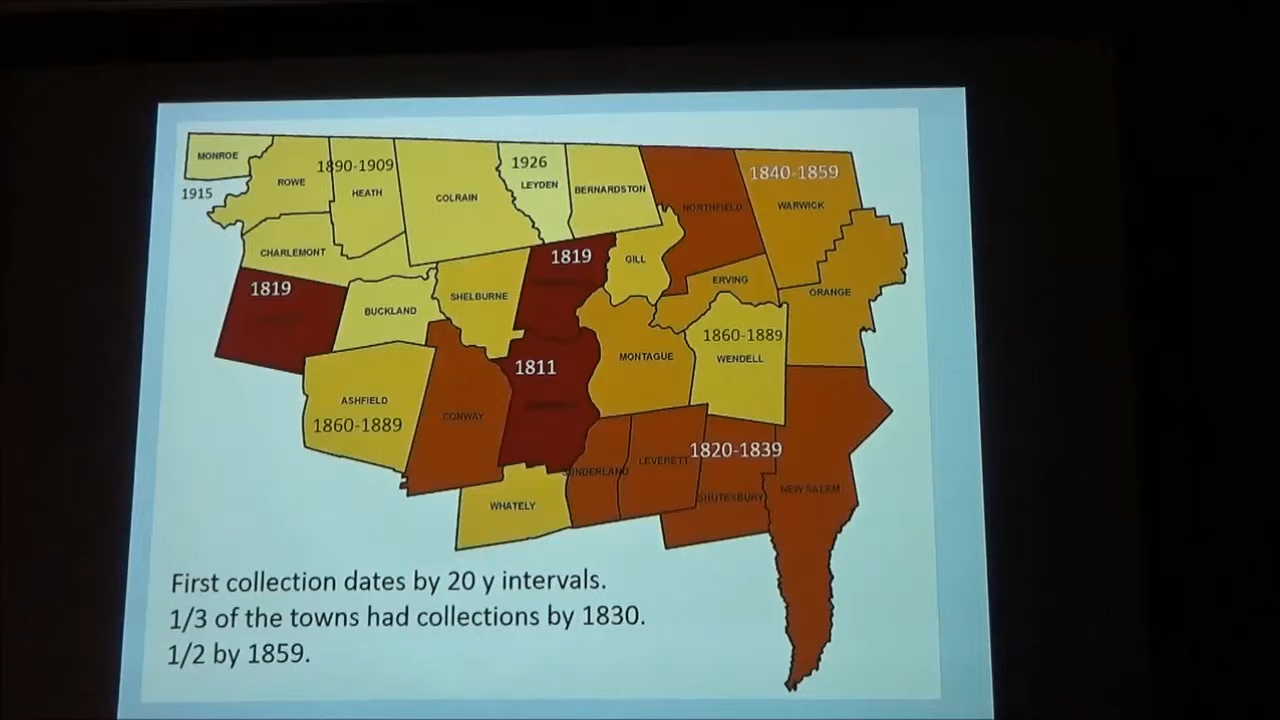 MONROE
1915
ROWE
1890-1909
HEATH
COLRAIN
1926
LEYDEN
BERNARDSTON
NORTHFIELD
1840-1859
WARWICK
CHARLEMONT
1819
BUCKLAND
SHELBURNE
1819
GILL
ERVING
ORANGE
1860-1889
WENDELL
MONTAGUE
1811
ASHFIELD
1860-1889
CONWAY
WHATELY
SUNDERLAND
LEVERETT
1820-1839
SHUTESBURY
NEW SALEM
First collection dates by 20 y intervals.
1/3 of the towns had collections by 1830.
1/2 by 1859.